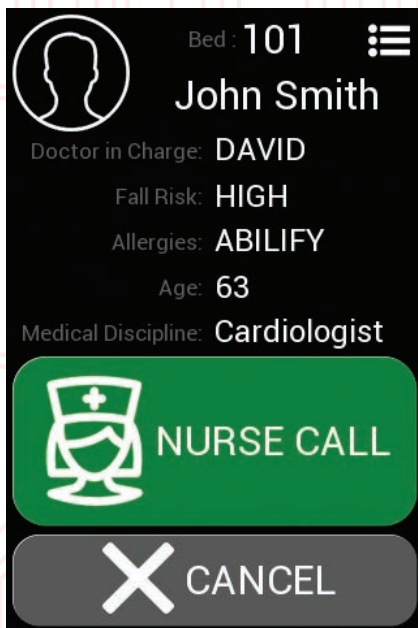 Bed : 101
John Smith
Doctor in Charge: DAVID
Fall Risk: HIGH
Allergies: ABILIFY
Age: 63
Medical Discipline: Cardiologist
NURSE CALL
CANCEL